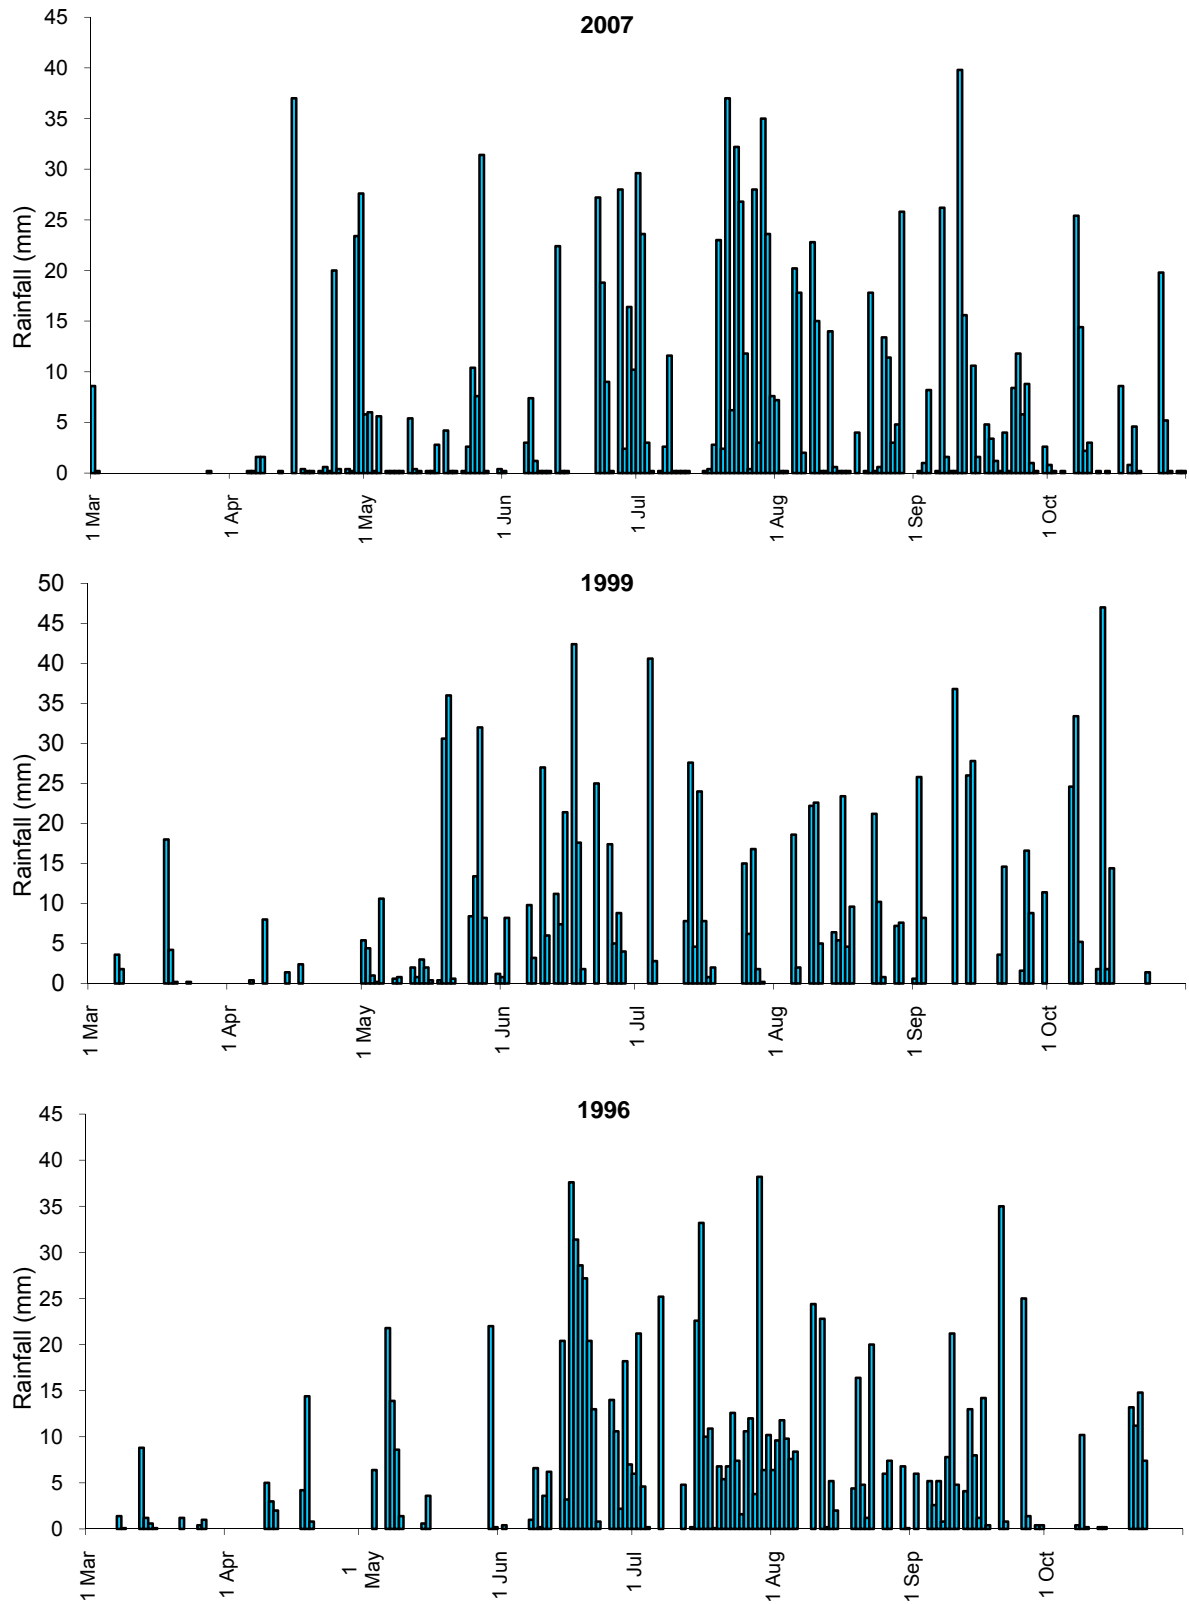 2007
45
40
35
30
25
20
15
10
5
0
Rainfall (mm)
1 Mar
1 Apr
1 May
1 Jun
1 Jul
1 Aug
1 Sep
1 Oct
1999
50
45
40
35
30
25
20
15
10
5
0
Rainfall (mm)
1 Mar
1 Apr
1 May
1 Jun
1 Jul
1 Aug
1 Sep
1 Oct
1996
45
40
35
30
25
20
15
10
5
0
Rainfall (mm)
1 Mar
1 Apr
1
May
1 Jun
1 Jul
1 Aug
1 Sep
1 Oct